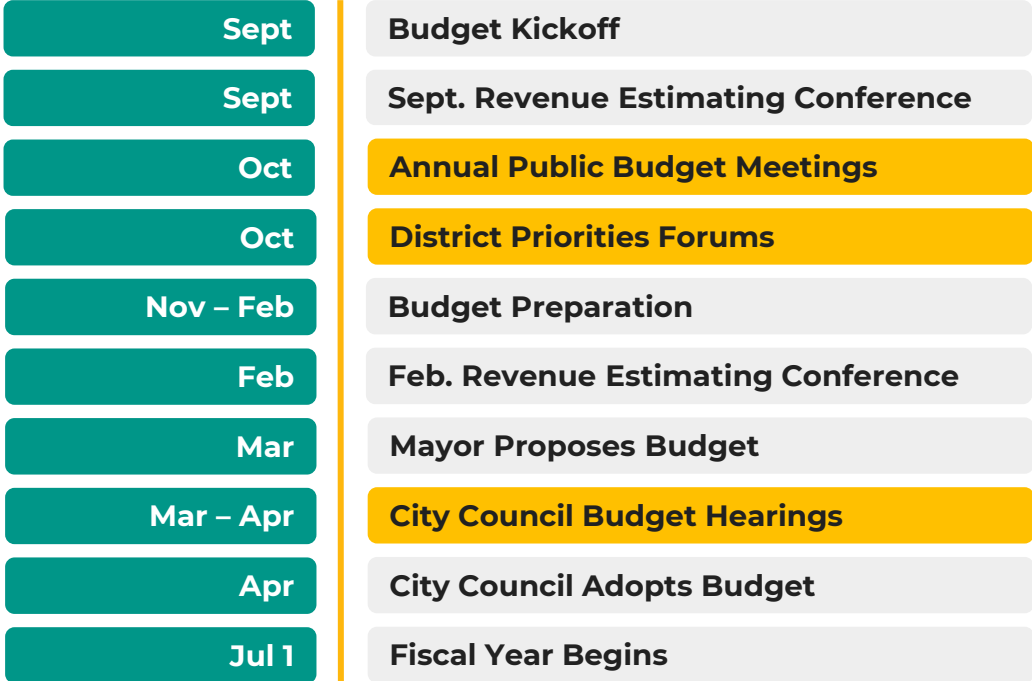 Sept Budget Kickoff
Sept Sept. Revenue Estimating Conference
Oct Annual Public Budget Meetings
Oct District Priorities Forums
Nov – Feb Budget Preparation
Feb Feb. Revenue Estimating Conference
Mar Mayor Proposes Budget
Mar – Apr City Council Budget Hearings
Apr City Council Adopts Budget
Jul 1 Fiscal Year Begins